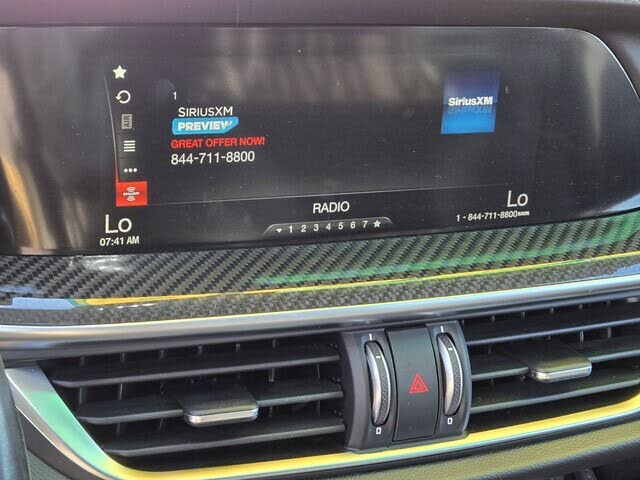 1
SIRIUSXM
PREVIEW
GREAT OFFER NOW!
844-711-8800
SiriusXM
Lo
07:41 AM
RADIO
1 2 3 4 5 6 7
Lo
1 - 844-711-8800